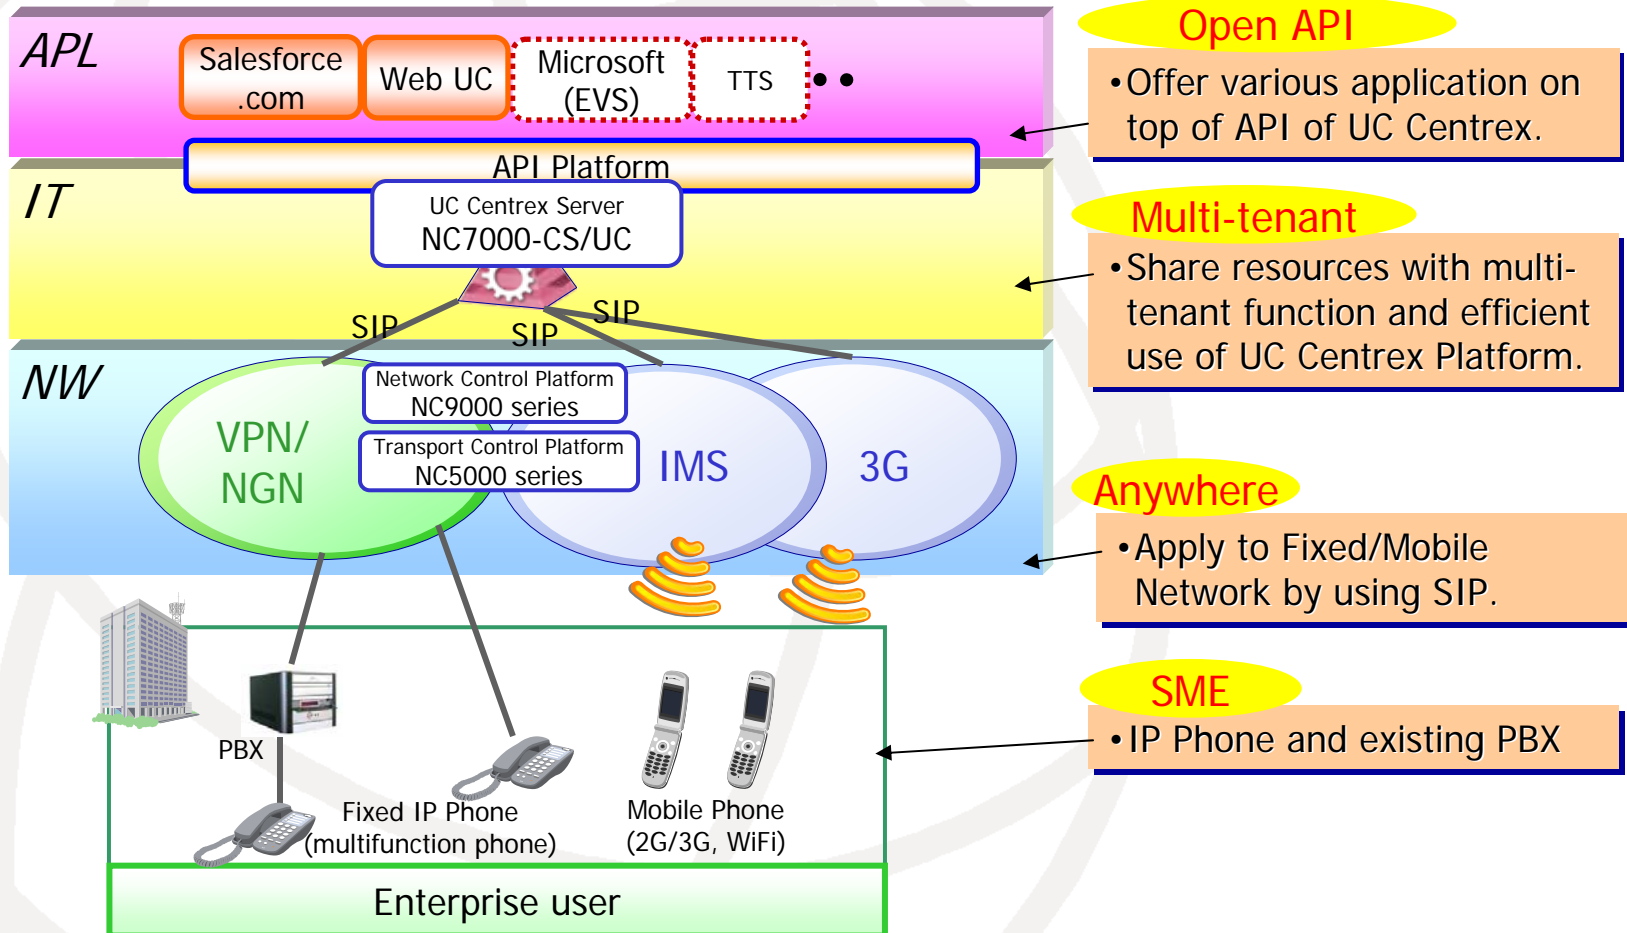 APL
Salesforce
.com
Web UC
Microsoft
(EVS)
TTS
••
API Platform
IT
UC Centrex Server
NC7000-CS/UC
SIP
SIP
SIP
NW
Network Control Platform
NC9000 series
Transport Control Platform
NC5000 series
VPN/
NGN
IMS
3G
PBX
Fixed IP Phone
(multifunction phone)
Mobile Phone
(2G/3G, WiFi)
Enterprise user
Open API
•Offer various application on
top of API of UC Centrex.
Multi-tenant
•Share resources with multi-
tenant function and efficient
use of UC Centrex Platform.
Anywhere
•Apply to Fixed/Mobile
Network by using SIP.
SME
•IP Phone and existing PBX